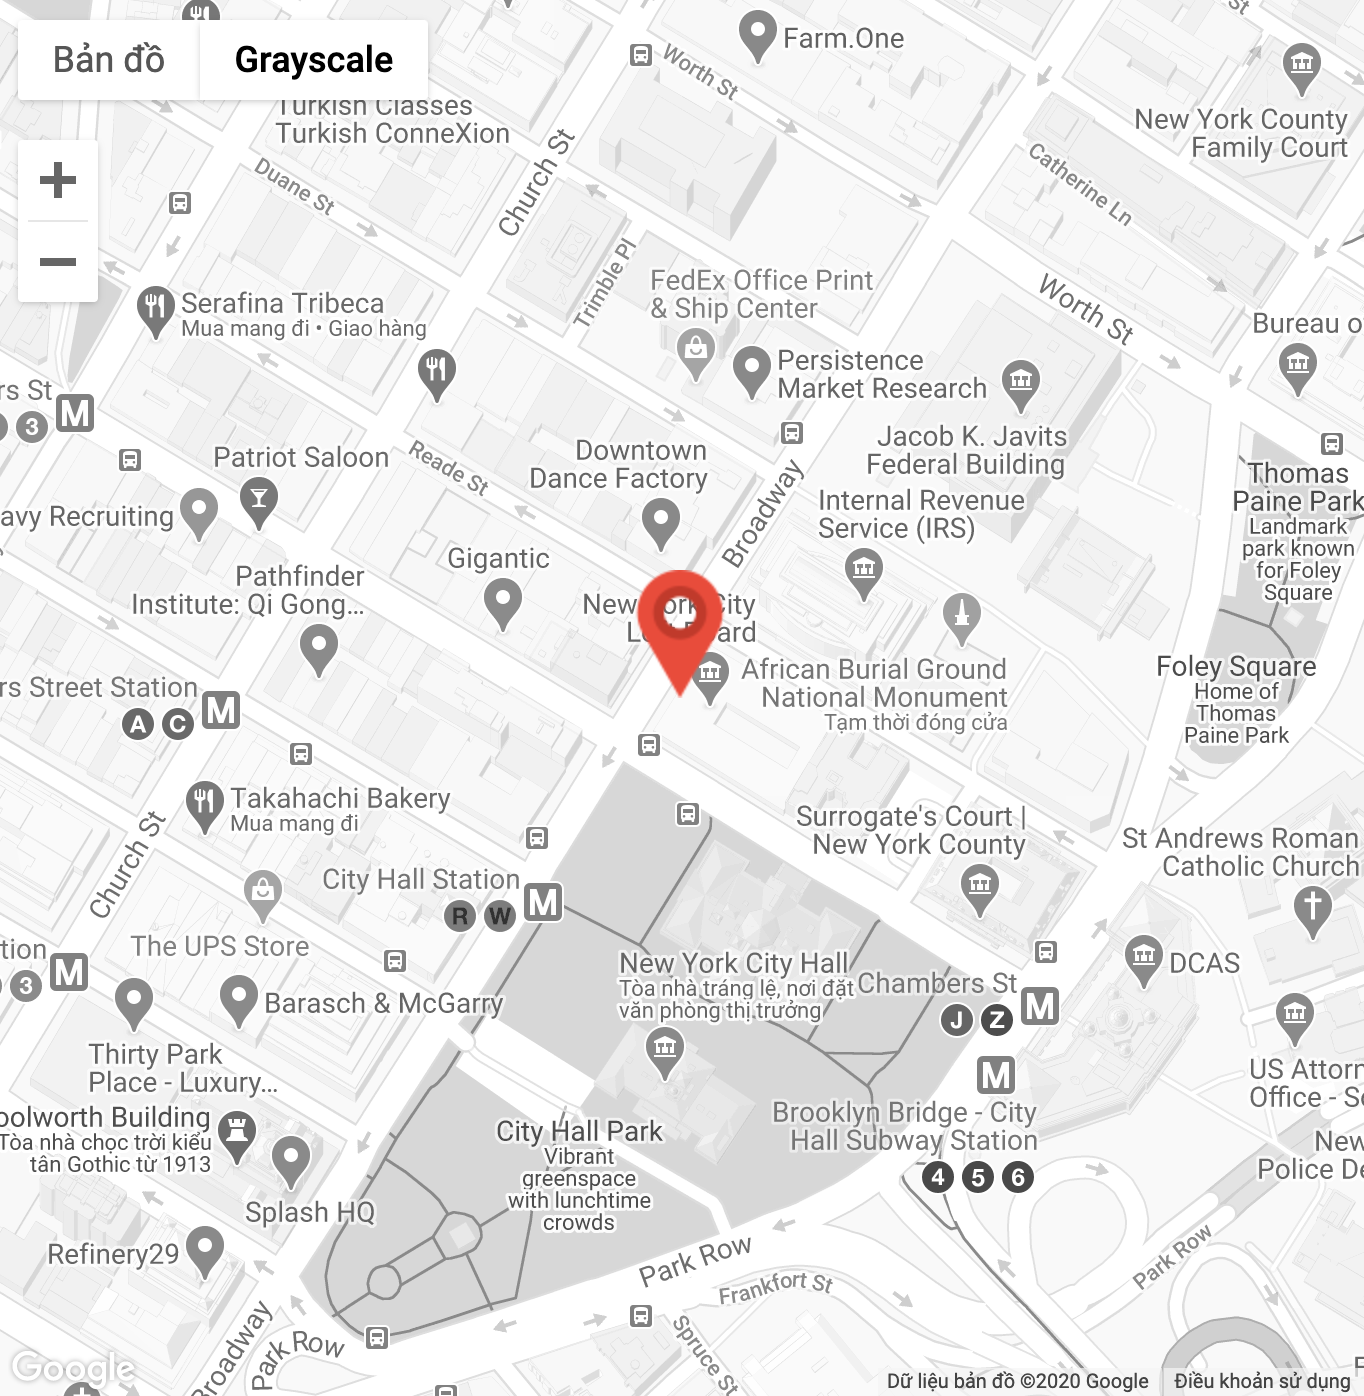 Bản đồ
Grayscale
Turkish Classes
Turkish ConneXion
Farm.One
Worth St
New York County
Family Court
Catherine Ln
Duane St
Church St
Trimble Pl
FedEx Office Print
& Ship Center
Worth St
Serafina Tribeca
Mua mang đi • Giao hàng
Persistence
Market Research
Jacob K. Javits
Federal Building
M
3
Patriot Saloon
Reade St
Downtown
Dance Factory
Broadway
Internal Revenue
Service (IRS)
Thomas
Paine Park
Landmark
park known
for Foley
Square
Recruiting
Gigantic
Pathfinder
Institute: Qi Gong...
New York City
African Burial Ground
National Monument
Tạm thời đóng cửa
Foley Square
Home of
Thomas
Paine Park
Street Station
M
A C
Takahachi Bakery
Mua mang đi
Church St
Surrogate's Court |
New York County
St Andrews Roman
Catholic Church
City Hall Station
M
R W
The UPS Store
M
3
Barasch & McGarry
New York City Hall
Tòa nhà tráng lệ, nơi đặt
văn phòng thị trưởng
Chambers St
M
J Z
DCAS
Thirty Park
Place - Luxury...
M
Brooklyn Bridge - City
Hall Subway Station
4 5 6
US
Office -
New
Police
Building
Tòa nhà chọc trời kiểu
tân Gothic từ 1913
City Hall Park
Vibrant
greenspace
with lunchtime
crowds
Splash HQ
Refinery29
Park Row
Frankfort St
Park Row
Spruce St
Broadway
Park Row
Google
Dữ liệu bản đồ ©2020 Google
Điều khoản sử dụng